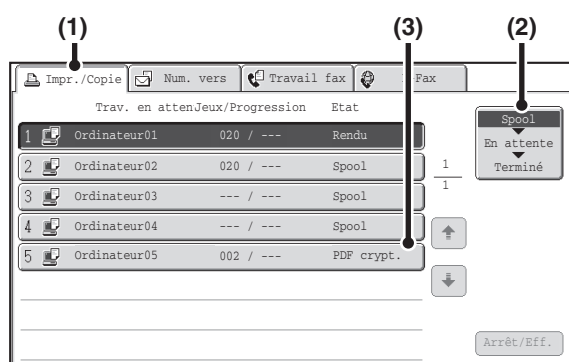 (1) (3) (2)
Impr./Copie Num. vers Travail fax Fax
Trav. en attenJeux/Progression Etat
1 Ordinateur01 020 / --- Rendu
2 Ordinateur02 020 / --- Spool
3 Ordinateur03 --- / --- Spool
4 Ordinateur04 --- / --- Spool
5 Ordinateur05 002 / --- PDF crypt.
1
1
Spool
En attente
Terminé
Arrêt/Eff.